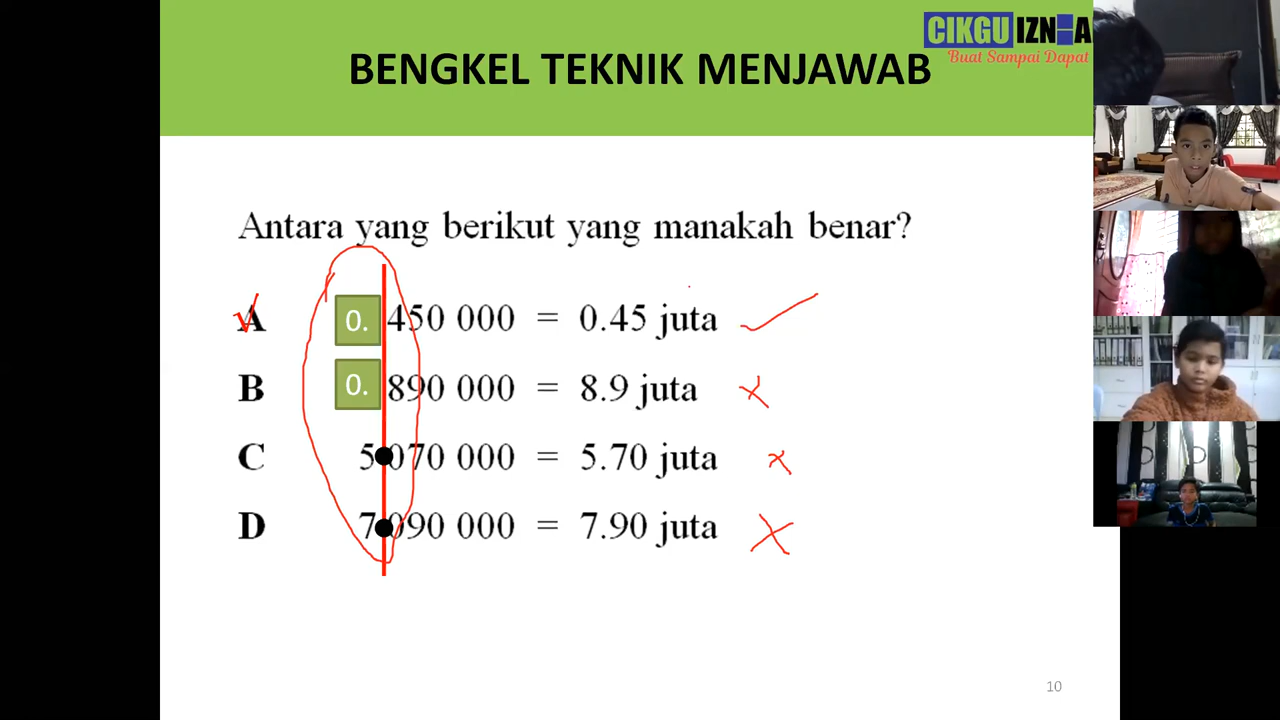 CIKGU IZNIA
Buat Sampai Dapat
BENGKEL TEKNIK MENJAWAB
Antara yang berikut yang manakah benar?
A 0. 450 000 = 0.45 juta
B 0. 890 000 = 8.9 juta
C 5 070 000 = 5.70 juta
D 7 090 000 = 7.90 juta
10